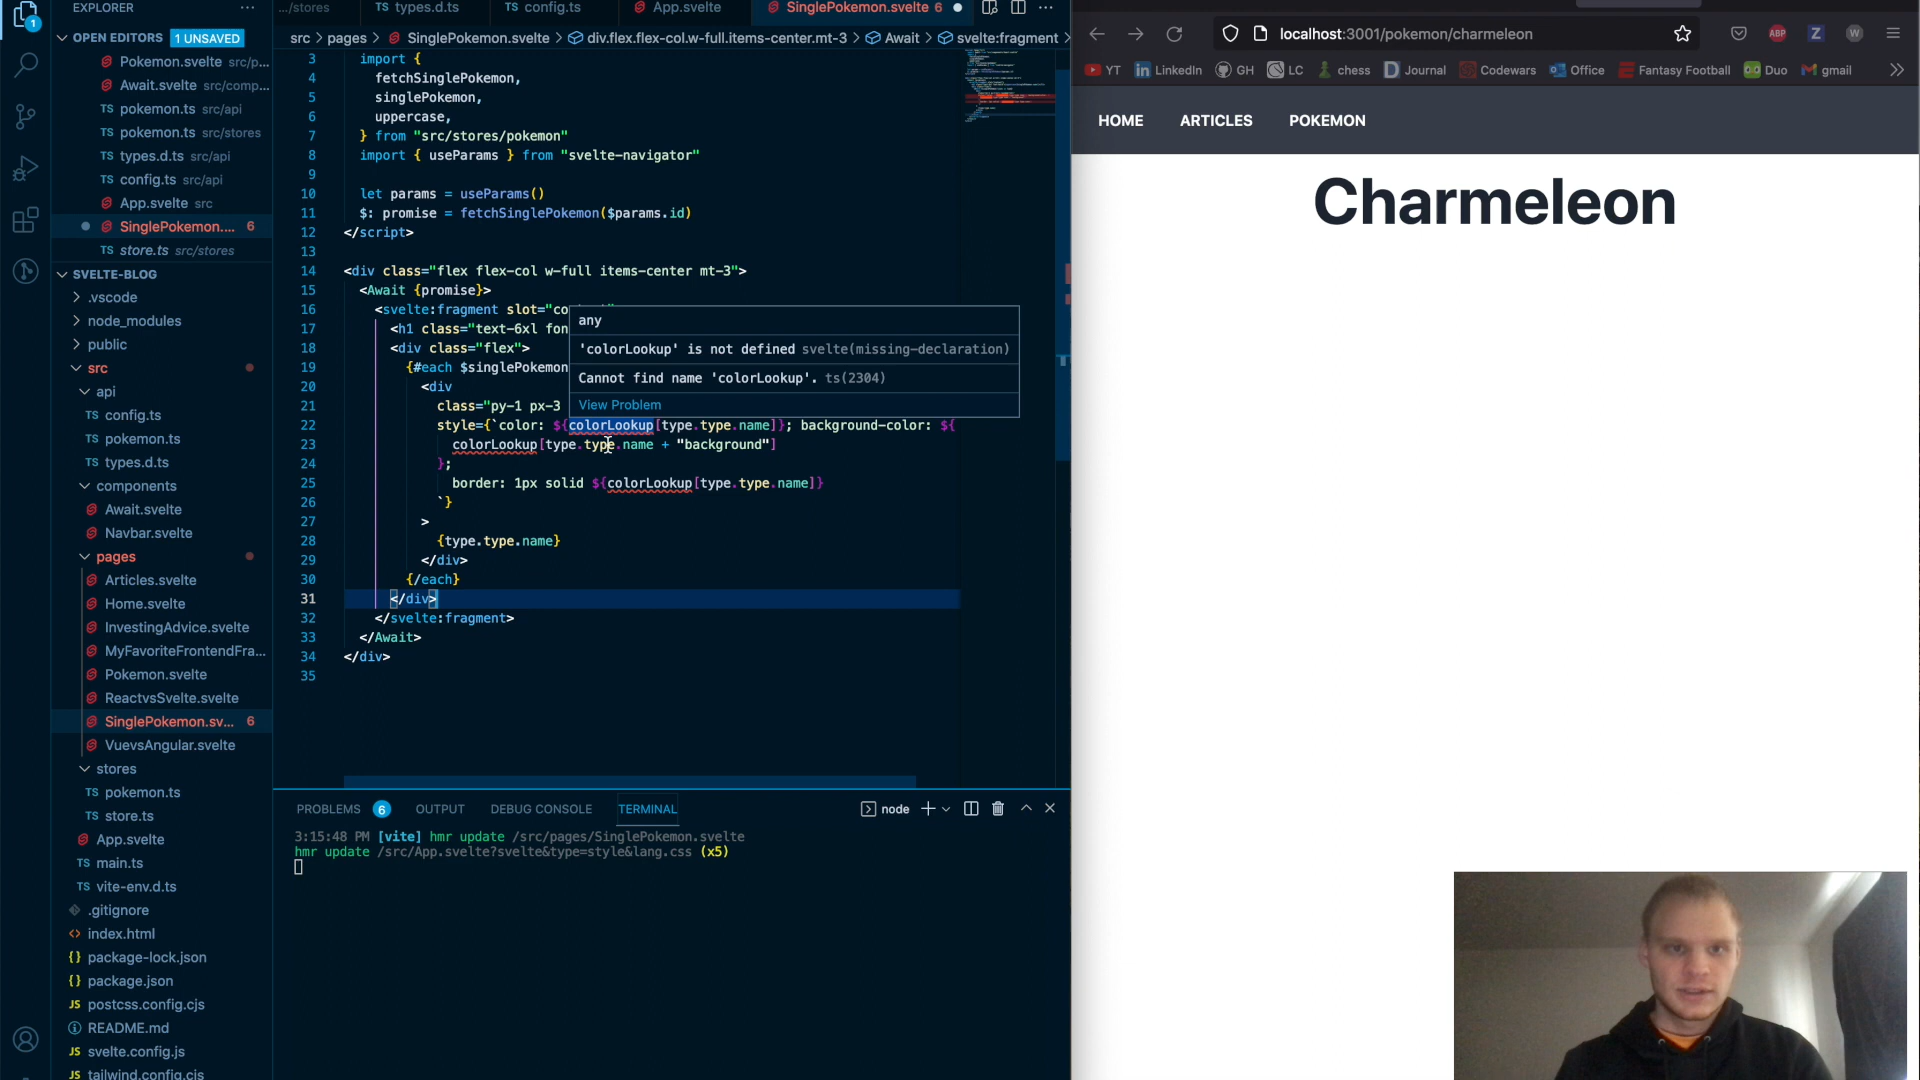 EXPLORER
OPEN EDITORS 1 UNSAVED
Pokemon.svelte src/p...
Await.svelte src/comp...
TS pokemon.ts src/api
TS pokemon.ts src/stores
TS types.d.ts src/api
TS config.ts src/api
App.svelte src
SinglePokemon.... 6
TS store.ts src/stores
SVELTE-BLOG
.vscode
node_modules
public
src
api
TS config.ts
TS pokemon.ts
TS types.d.ts
components
Await.svelte
Navbar.svelte
pages
Articles.svelte
Home.svelte
InvestingAdvice.svelte
MyFavoriteFrontendFra...
Pokemon.svelte
ReactvsSvelte.svelte
SinglePokemon.sv... 6
VuevsAngular.svelte
stores
TS pokemon.ts
TS store.ts
App.svelte
TS main.ts
TS vite-env.d.ts
.gitignore
<> index.html
{} package-lock.json
{} package.json
JS postcss.config.cjs
README.md
JS svelte.config.js
JS tailwind.config.cjs
1
.../stores TS types.d.ts TS config.ts App.svelte SinglePokemon.svelte 6
src > pages > SinglePokemon.svelte > div.flex.flex-col.w-full.items-center.mt-3 > Await > svelte:fragment >
3 import {
4 fetchSinglePokemon,
5 singlePokemon,
6 uppercase,
7 } from "src/stores/pokemon"
8 import { useParams } from "svelte-navigator"
9
10 let params = useParams()
11 $: promise = fetchSinglePokemon($params.id)
12 </script>
13
14 <div class="flex flex-col w-full items-center mt-3">
15 <Await {promise}>
16 <svelte:fragment slot="co
17 <h1 class="text-6xl fon
18 <div class="flex">
19 {#each $singlePokemon
20 <div
21 class="py-1 px-3
22 style={`color: ${colorLookup[type.type.name]}; background-color: ${
23 colorLookup[type.type.name + "background"]
24 };
25 border: 1px solid ${colorLookup[type.type.name]}
26 `}
27 >
28 {type.type.name}
29 </div>
30 {/each}
31 </div>
32 </svelte:fragment>
33 </Await>
34 </div>
35
any
'colorLookup' is not defined svelte(missing-declaration)
Cannot find name 'colorLookup'. ts(2304)
View Problem
PROBLEMS 6 OUTPUT DEBUG CONSOLE TERMINAL node
3:15:48 PM [vite] hmr update /src/pages/SinglePokemon.svelte
hmr update /src/App.svelte?svelte&type=style&lang.css (x5)
localhost:3001/pokemon/charmeleon
ABP Z W
YT LinkedIn GH LC chess Journal Codewars Office Fantasy Football Duo gmail
HOME ARTICLES POKEMON
Charmeleon